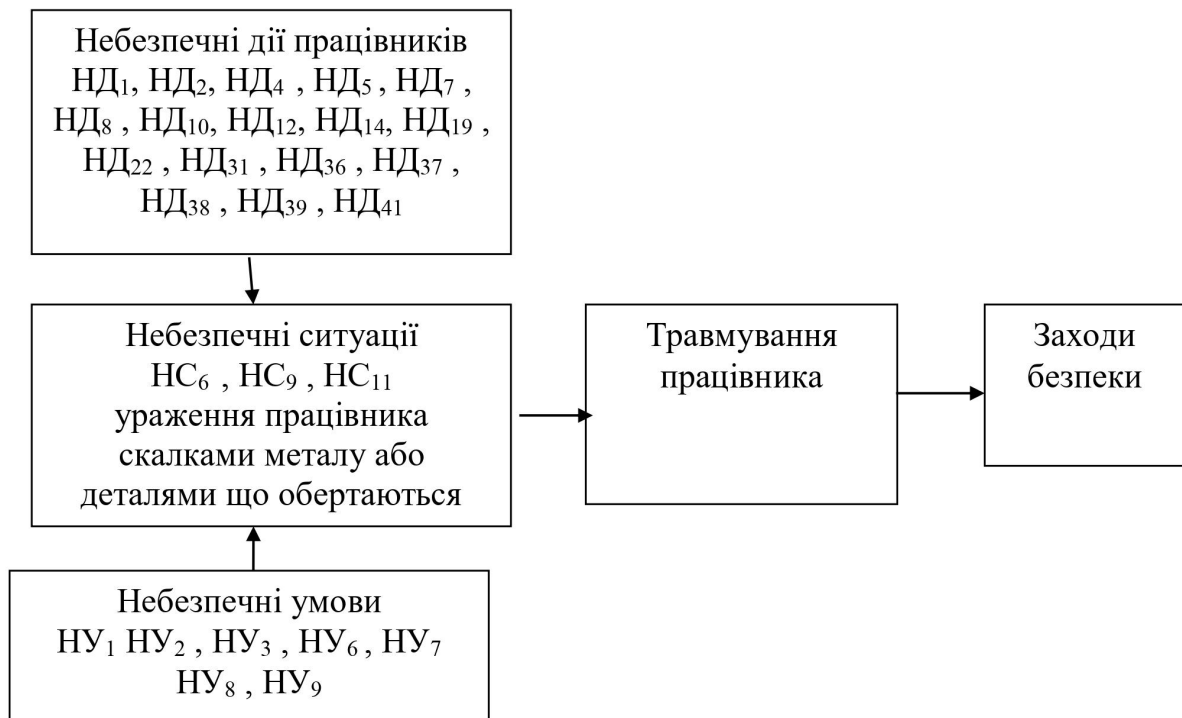 Небезпечні дії працівників
НД₁, НД₂, НД₄ , НД₅ , НД₇ ,
НД₈ , НД₁₀, НД₁₂, НД₁₄, НД₁₉ ,
НД₂₂ , НД₃₁ , НД₃₆ , НД₃₇ ,
НД₃₈ , НД₃₉ , НД₄₁
Небезпечні ситуації
НС₆ , НС₉ , НС₁₁
ураження працівника
скалками металу або
деталями що обертаються
Травмування
працівника
Заходи
безпеки
Небезпечні умови
НУ₁ НУ₂ , НУ₃ , НУ₆ , НУ₇
НУ₈ , НУ₉